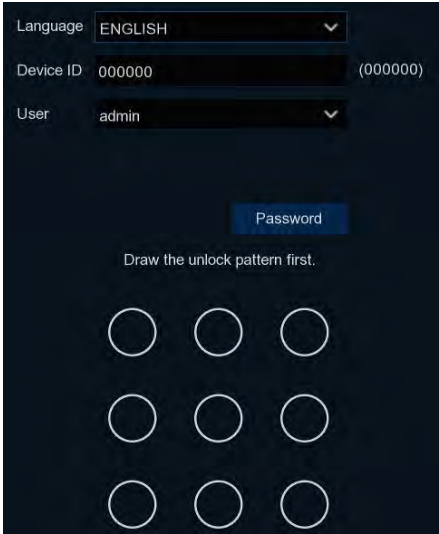 Language ENGLISH
Device ID 000000 (000000)
User admin
Password
Draw the unlock pattern first.